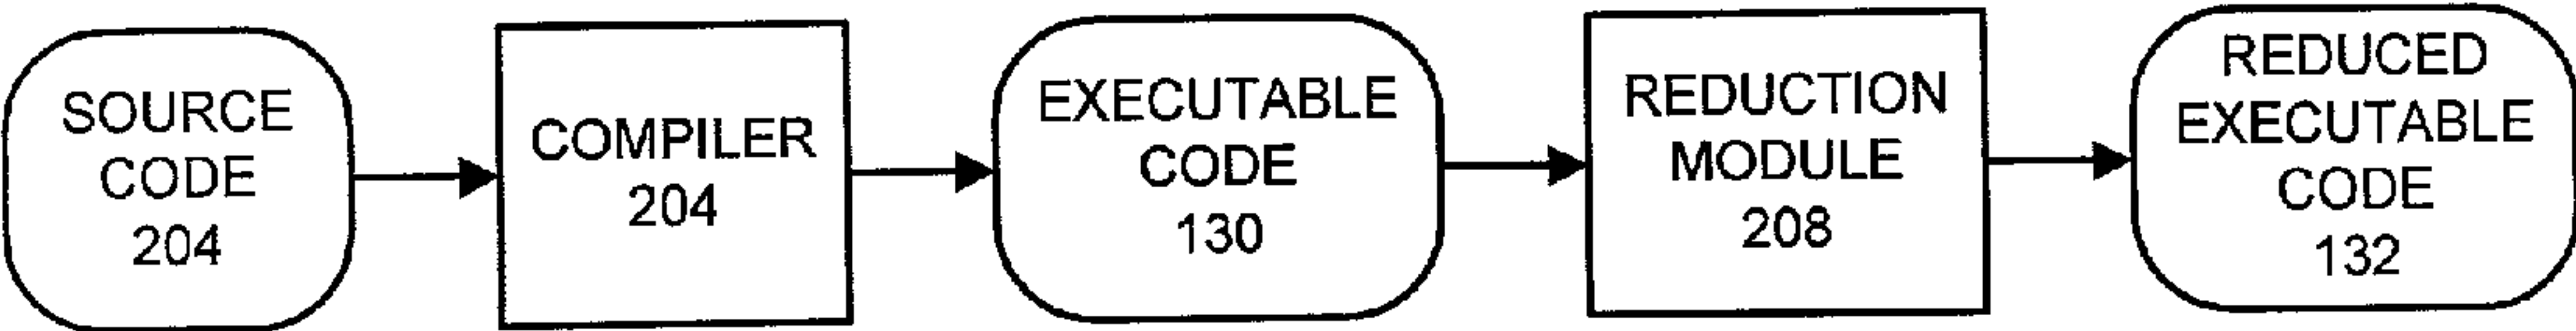 SOURCE
CODE
204
COMPILER
204
EXECUTABLE
CODE
130
REDUCTION
MODULE
208
REDUCED
EXECUTABLE
CODE
132